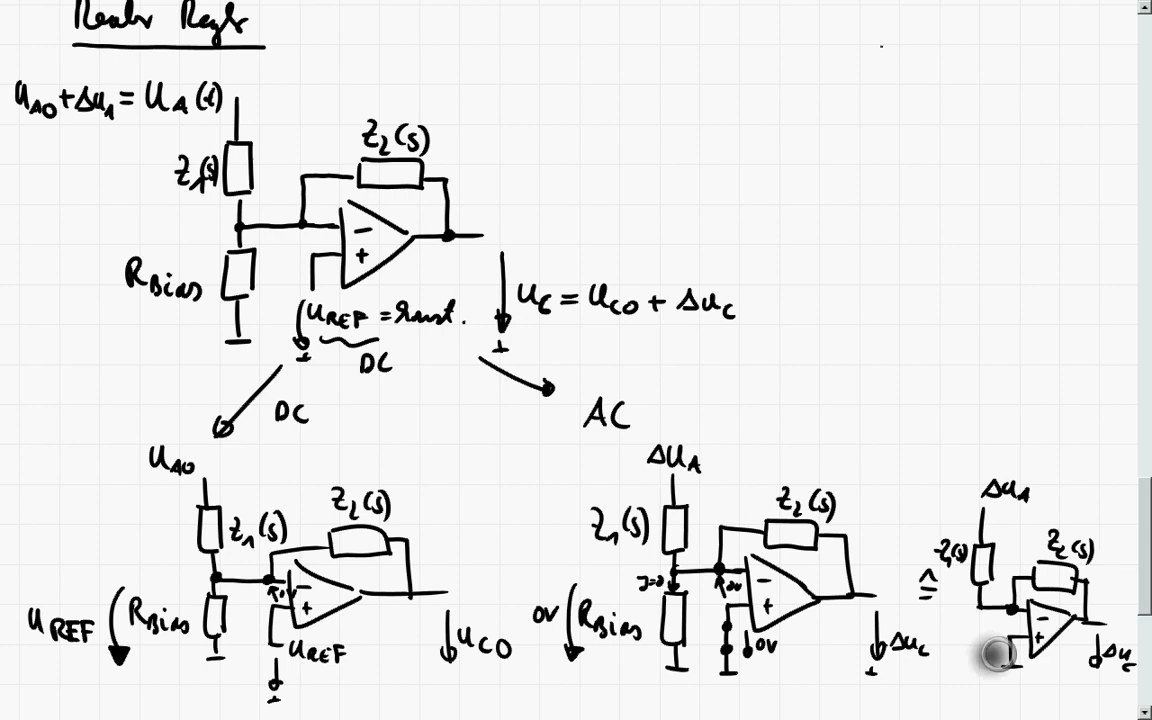 Realer Regler
U_A0 + Δu_A = U_A(t)
Z_2(s)
Z_1(s)
−
+
R_Bias
U_REF = konst.
U_C = U_C0 + Δu_C
DC
DC
AC
U_A0
ΔU_A
ΔU_A
Z_2(s)
Z_2(s)
Z_1(s)
Z_1(s)
Z_1(s)
Z_2(s)
−
+
0V
−
+
−
+
U_REF
R_Bias
U_REF
U_C0
0V
R_Bias
0V
Δu_C
≙
Δu_C